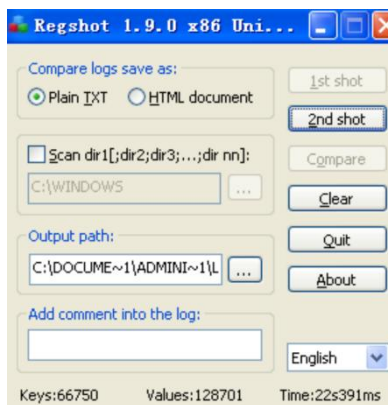 Regshot 1.9.0 x86 Uni...
Compare logs save as:
Plain TXT
HTML document
1st shot
2nd shot
Scan dir1[;dir2;dir3;...;dir nn]:
C:\WINDOWS
...
Compare
Clear
Output path:
C:\DOCUME~1\ADMINI~1\L
...
Quit
About
Add comment into the log:
English
Keys:66750 Values:128701 Time:22s391ms